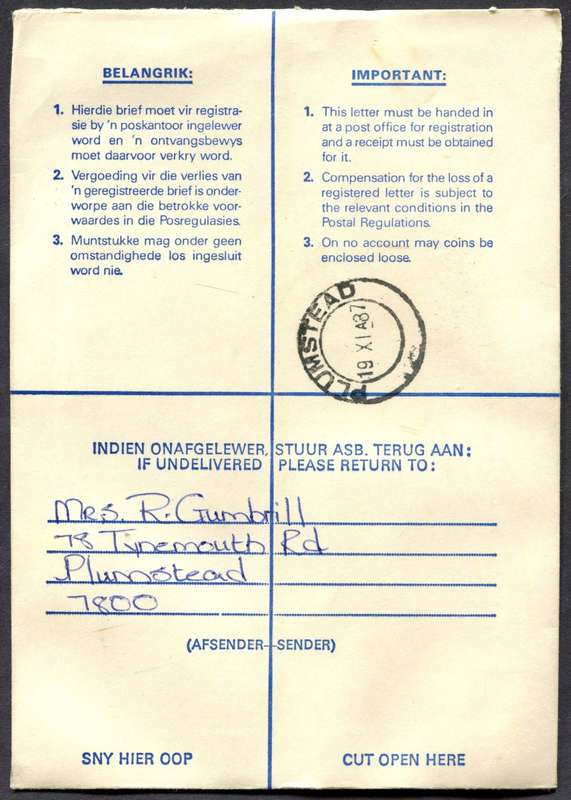 BELANGRIK:
1. Hierdie brief moet vir registra-
sie by 'n poskantoor ingelewer
word en 'n ontvangsbewys
moet daarvoor verkry word.
2. Vergoeding vir die verlies van
'n geregistreerde brief is onder-
worpe aan die betrokke voor-
waardes in die Posregulasies.
3. Muntstukke mag onder geen
omstandighede los ingesluit
word nie.
IMPORTANT:
1. This letter must be handed in
at a post office for registration
and a receipt must be obtained
for it.
2. Compensation for the loss of a
registered letter is subject to
the relevant conditions in the
Postal Regulations.
3. On no account may coins be
enclosed loose.
PLUMSTEAD
19 XI A87
INDIEN ONAFGELEWER, STUUR ASB. TERUG AAN:
IF UNDELIVERED PLEASE RETURN TO:
Mrs. R. Gumbrill
78 Tynemouth Rd
Plumstead
7800
(AFSENDER—SENDER)
SNY HIER OOP
CUT OPEN HERE